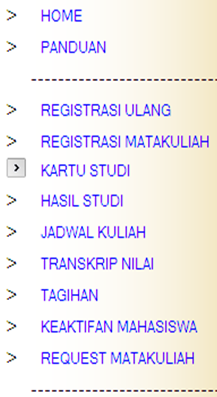 > HOME
> PANDUAN
--------------------------
> REGISTRASI ULANG
> REGISTRASI MATAKULIAH
> KARTU STUDI
> HASIL STUDI
> JADWAL KULIAH
> TRANSKRIP NILAI
> TAGIHAN
> KEAKTIFAN MAHASISWA
> REQUEST MATAKULIAH
--------------------------